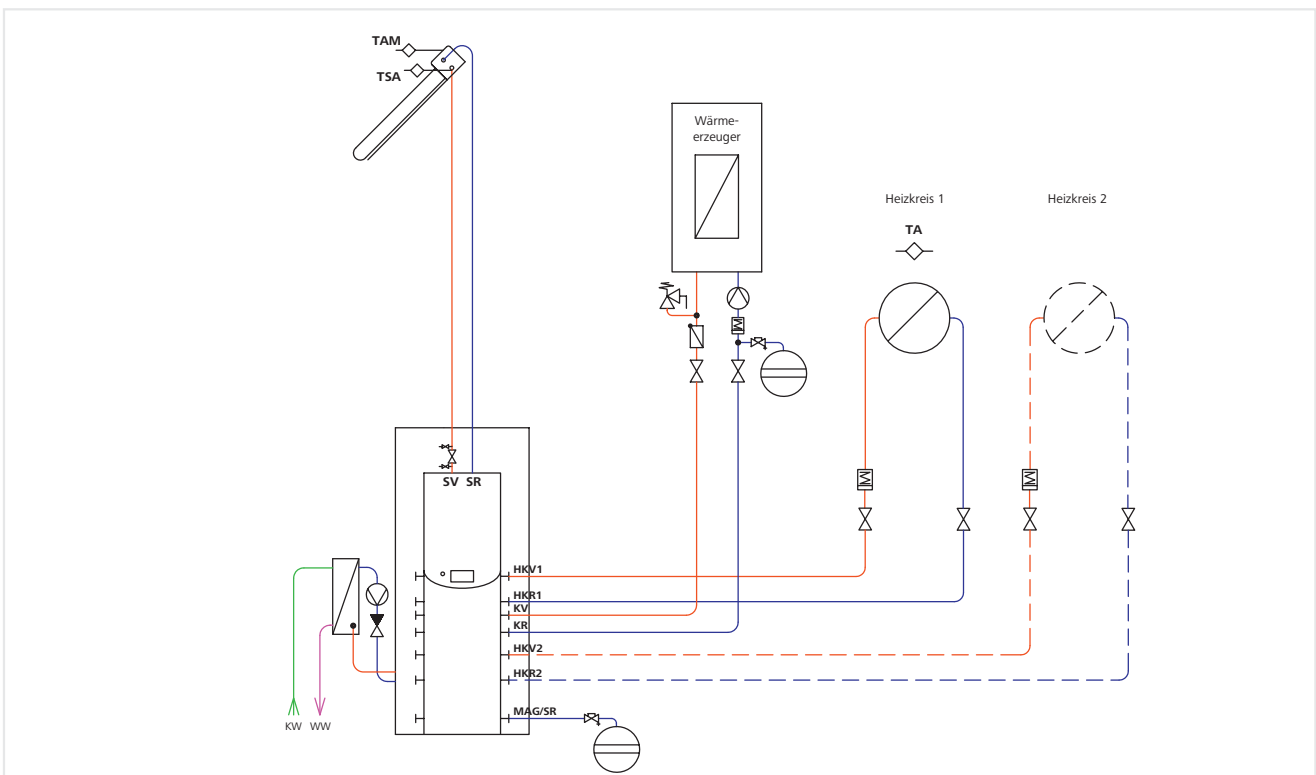 TAM
TSA
Wärme-
erzeuger
Heizkreis 1
Heizkreis 2
TA
SV SR
HKV1
HKR1
KV
KR
HKV2
HKR2
MAG/SR
KW WW